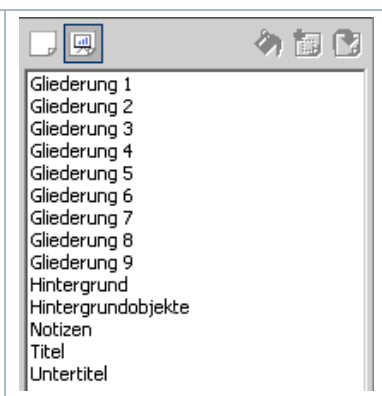 Gliederung 1
Gliederung 2
Gliederung 3
Gliederung 4
Gliederung 5
Gliederung 6
Gliederung 7
Gliederung 8
Gliederung 9
Hintergrund
Hintergrundobjekte
Notizen
Titel
Untertitel